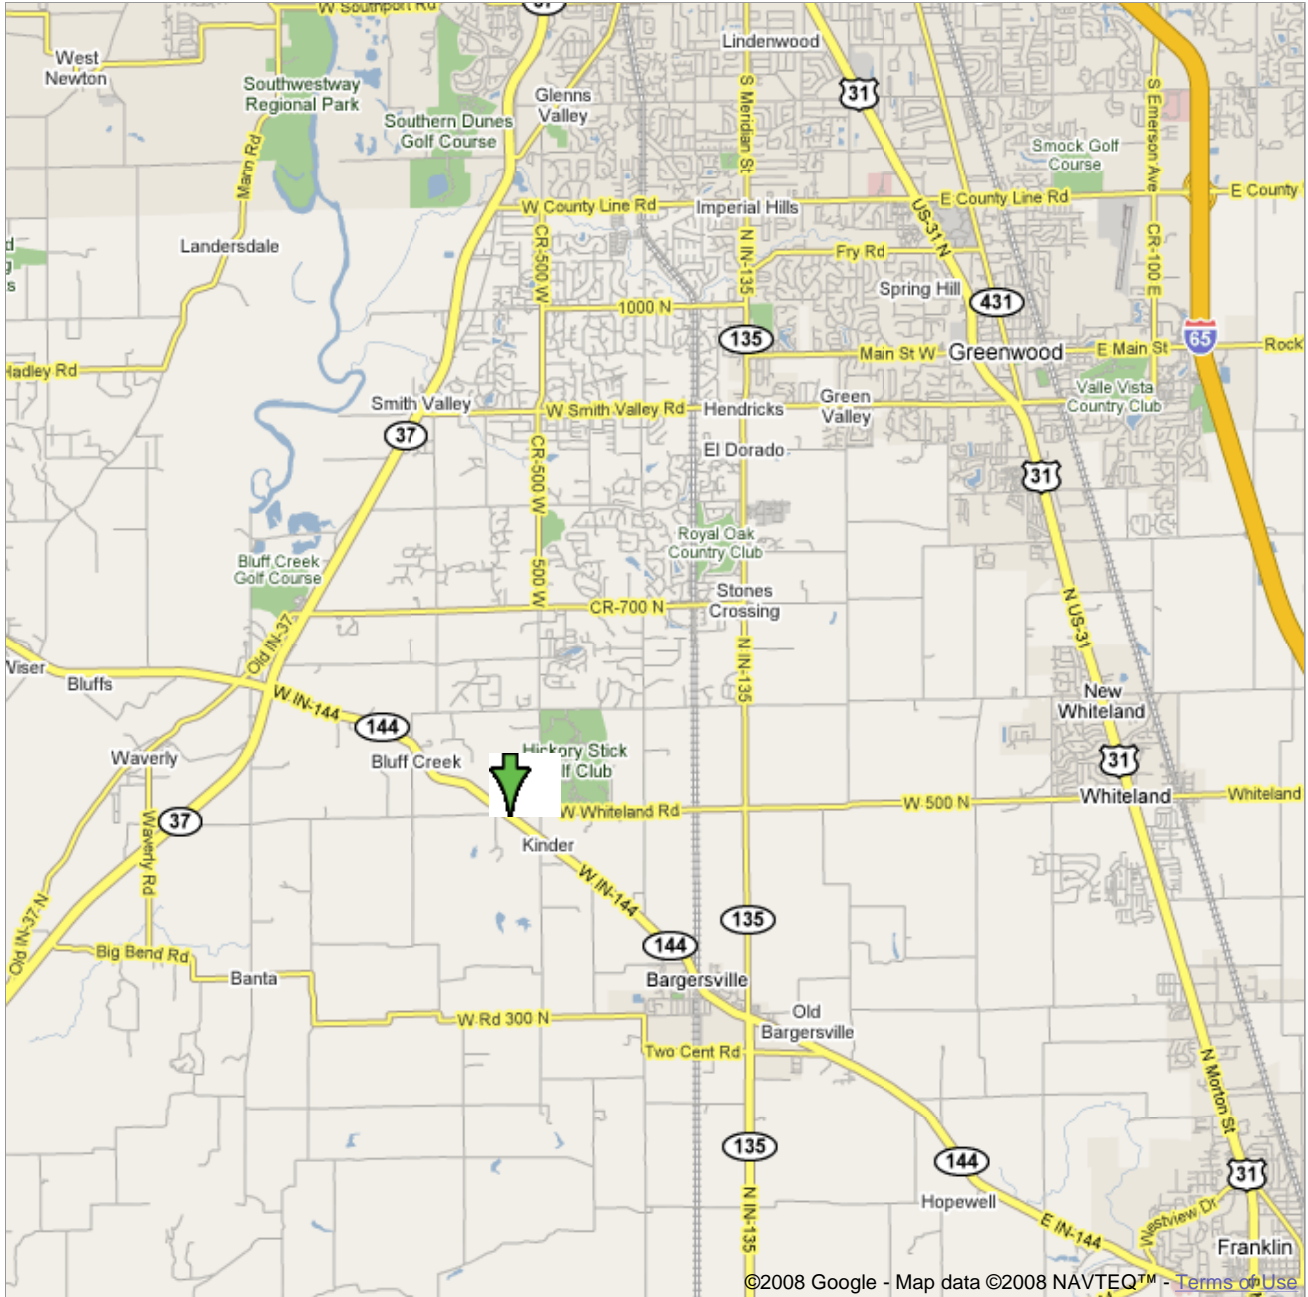 W Southport Rd
37
Lindenwood
West
Newton
Southwestway
Regional Park
Glenns
Valley
31
S Meridian St
S Emerson Ave
Southern Dunes
Golf Course
Smock Golf
Course
Mann Rd
W County Line Rd
Imperial Hills
E County Line Rd
E County
US-31 N
Landersdale
CR-500 W
N IN-135
Fry Rd
CR-100 E
Spring Hill
1000 N
431
135
65
Main St W
Greenwood
E Main St
Rock
Hadley Rd
Valle Vista
Country Club
Smith Valley
W Smith Valley Rd
Hendricks
Green
Valley
37
El Dorado
CR-500 W
31
Royal Oak
Country Club
Bluff Creek
Golf Course
500 W
CR-700 N
Stones
Crossing
N US-31
Old IN-37
N IN-135
Wiser
Bluffs
W IN-144
New
Whiteland
144
Waverly
Bluff Creek
Hickory Stick
lf Club
31
Whiteland
Whiteland
W Whiteland Rd
W 500 N
37
Waverly Rd
Kinder
W IN-144
Old IN-37 N
135
144
Big Bend Rd
Banta
Bargersville
W Rd 300 N
Old
Bargersville
Two Cent Rd
N Morton St
135
144
31
Hopewell
N IN-135
E IN-144
Westview Dr
Franklin
©2008 Google - Map data ©2008 NAVTEQ™ - Terms of Use